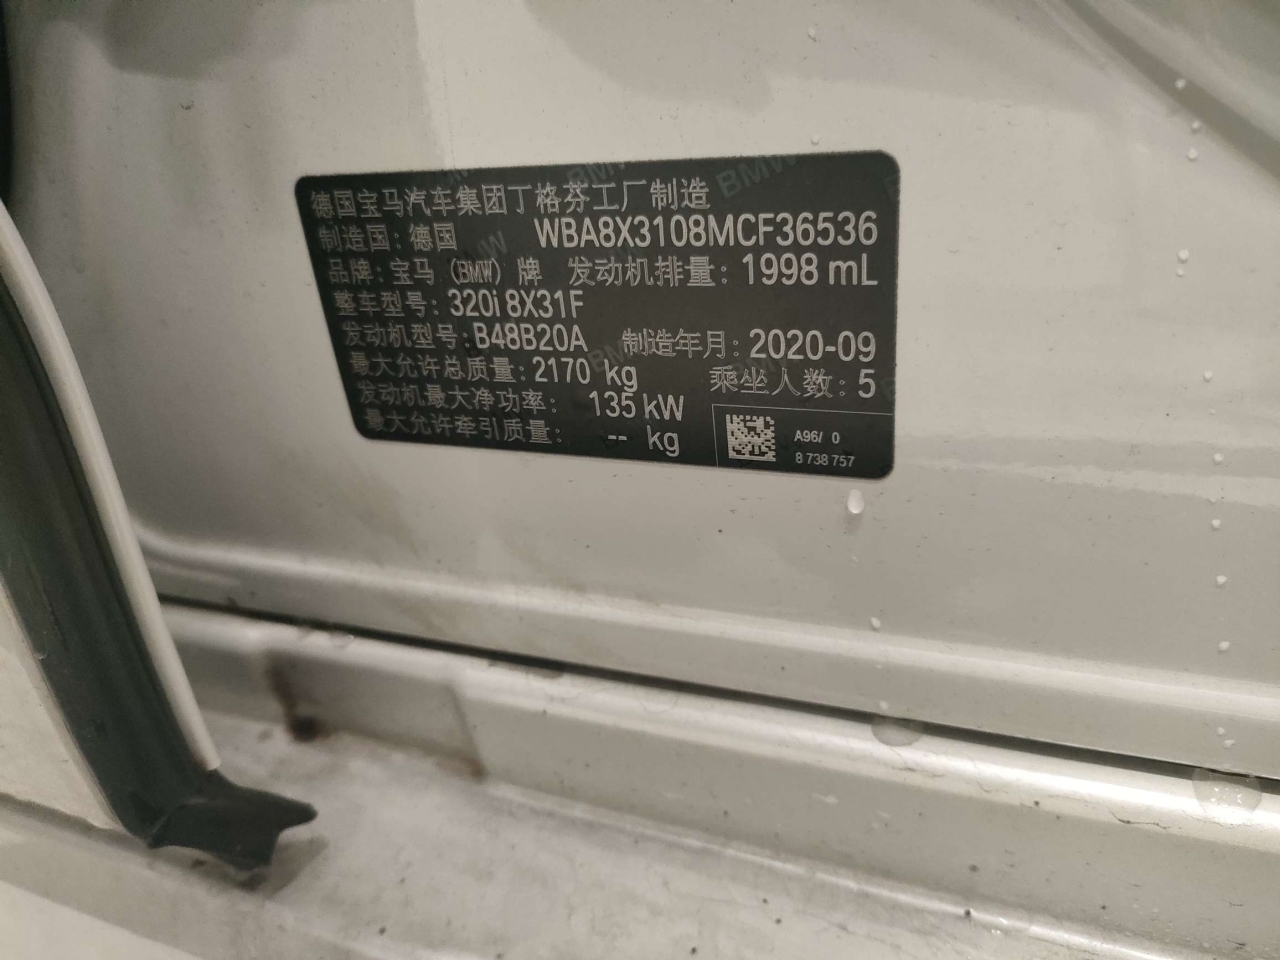 德国宝马汽车集团丁格芬工厂制造
制造国：德国 WBA8X3108MCF36536
品牌：宝马（BMW）牌 发动机排量：1998 mL
整车型号：320i 8X31F
发动机型号：B48B20A 制造年月：2020-09
最大允许总质量：2170 kg 乘坐人数：5
发动机最大净功率： 135 kW
最大允许牵引质量： -- kg
A96/ 0
8 738 757